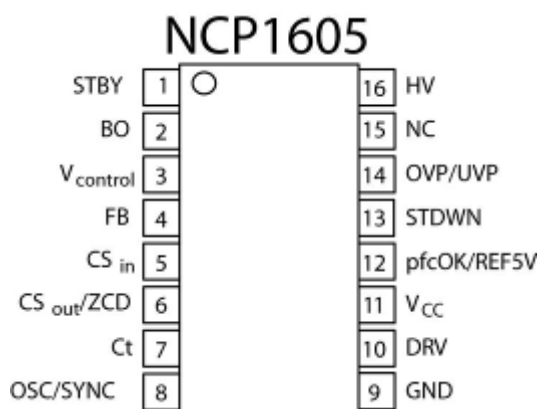 NCP1605
STBY 1 16 HV
BO 2 15 NC
Vcontrol 3 14 OVP/UVP
FB 4 13 STDWN
CS in 5 12 pfcOK/REF5V
CS out/ZCD 6 11 VCC
Ct 7 10 DRV
OSC/SYNC 8 9 GND